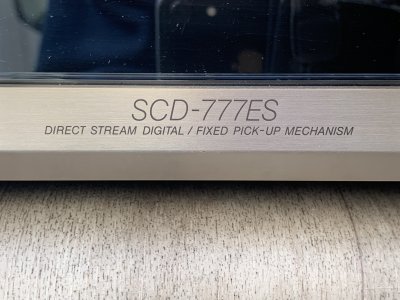 SCD-777ES
DIRECT STREAM DIGITAL / FIXED PICK-UP MECHANISM